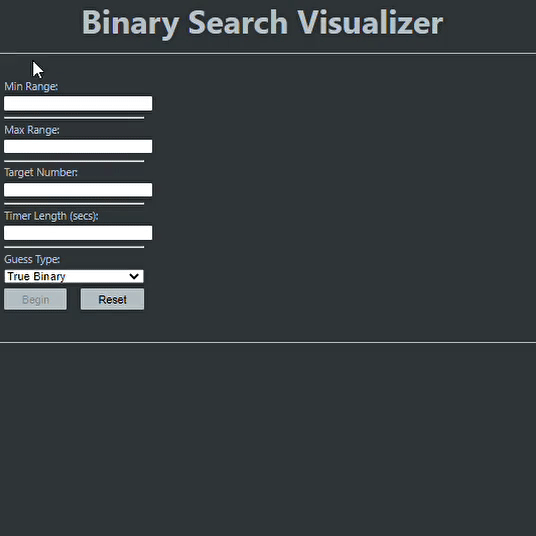 Binary Search Visualizer
Min Range:
Max Range:
Target Number:
Timer Length (secs):
Guess Type:
True Binary
Begin Reset